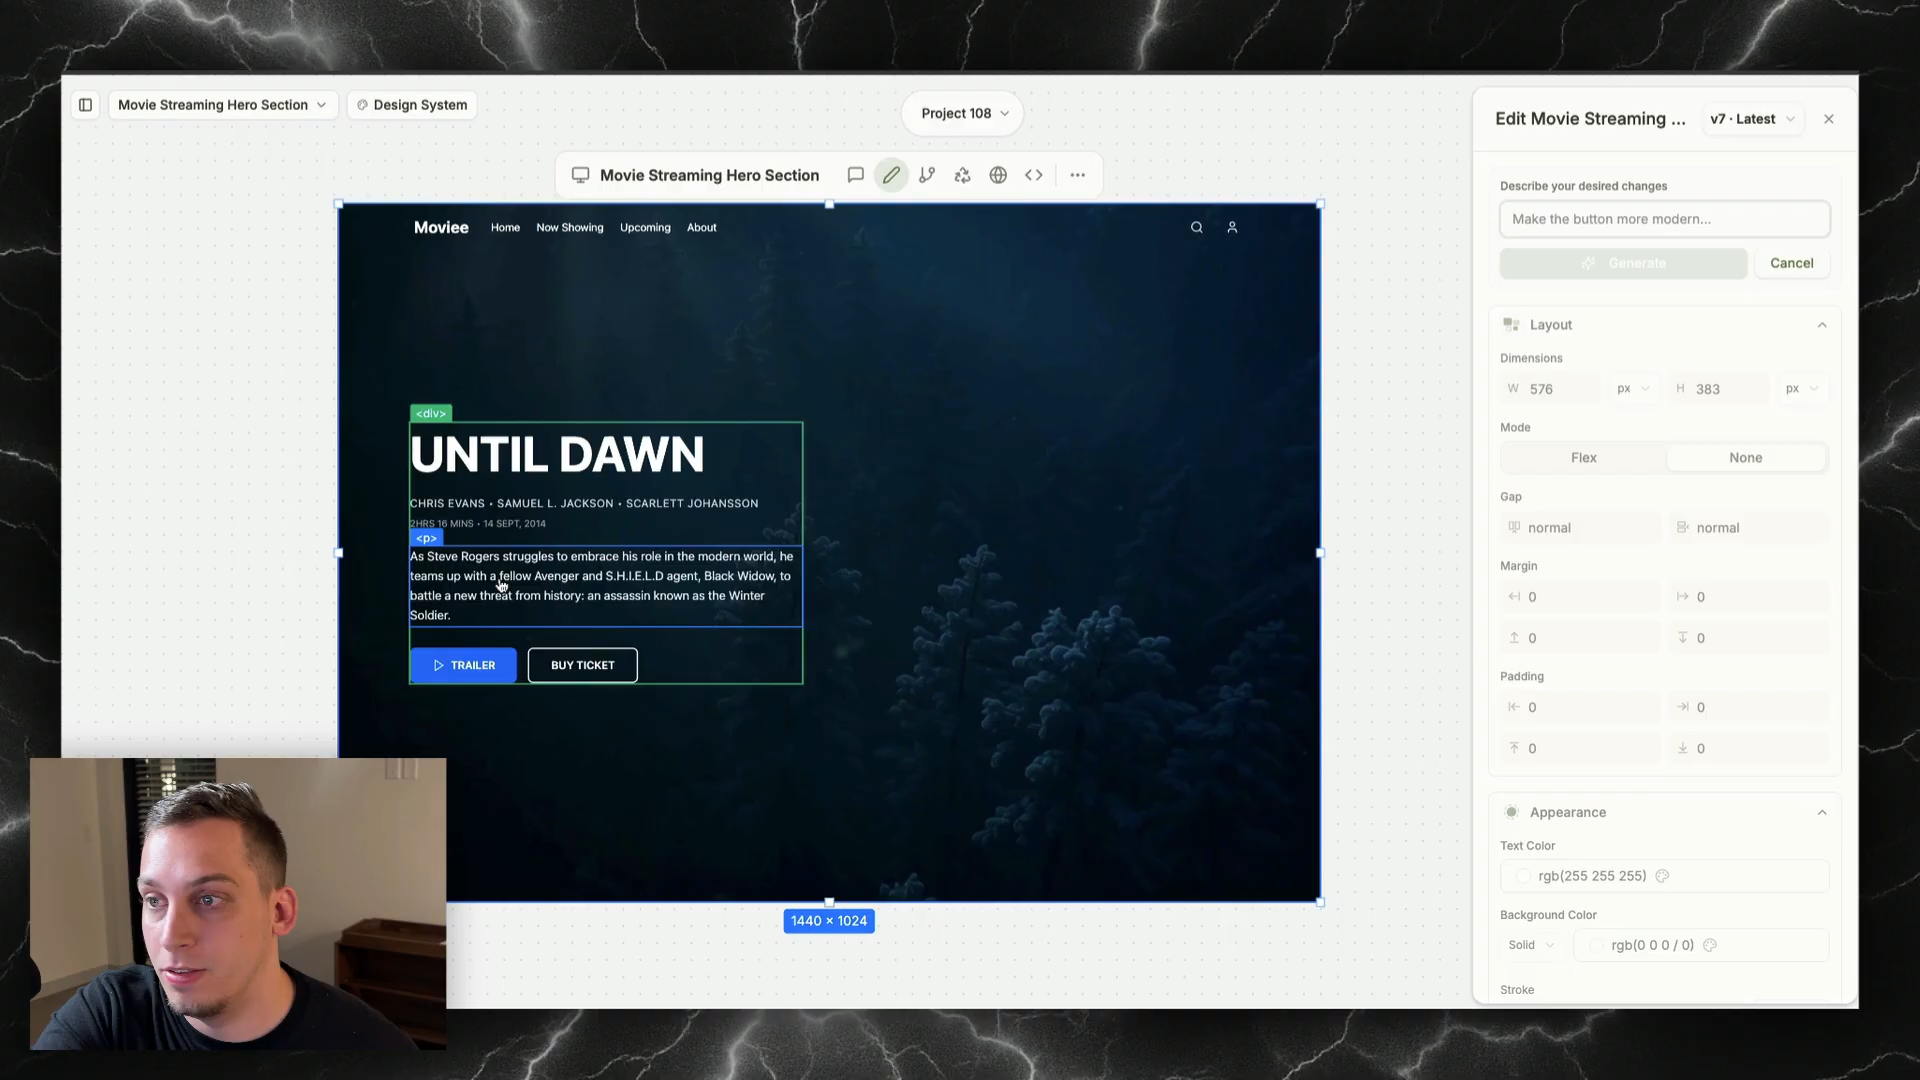 Movie Streaming Hero Section
Design System
Project 108
Edit Movie Streaming ...
v7 · Latest
Movie Streaming Hero Section
Describe your desired changes
Make the button more modern...
Generate
Cancel
Moviee
Home
Now Showing
Upcoming
About
Layout
Dimensions
W 576 px
H 383 px
Mode
Flex
None
Gap
normal
normal
Margin
0
0
0
0
Padding
0
0
0
0
<div>
UNTIL DAWN
CHRIS EVANS • SAMUEL L. JACKSON • SCARLETT JOHANSSON
2HRS 16 MINS • 14 SEPT, 2014
<p>
As Steve Rogers struggles to embrace his role in the modern world, he
teams up with a fellow Avenger and S.H.I.E.L.D agent, Black Widow, to
battle a new threat from history: an assassin known as the Winter
Soldier.
TRAILER
BUY TICKET
1440 × 1024
Appearance
Text Color
rgb(255 255 255)
Background Color
Solid
rgb(0 0 0 / 0)
Stroke